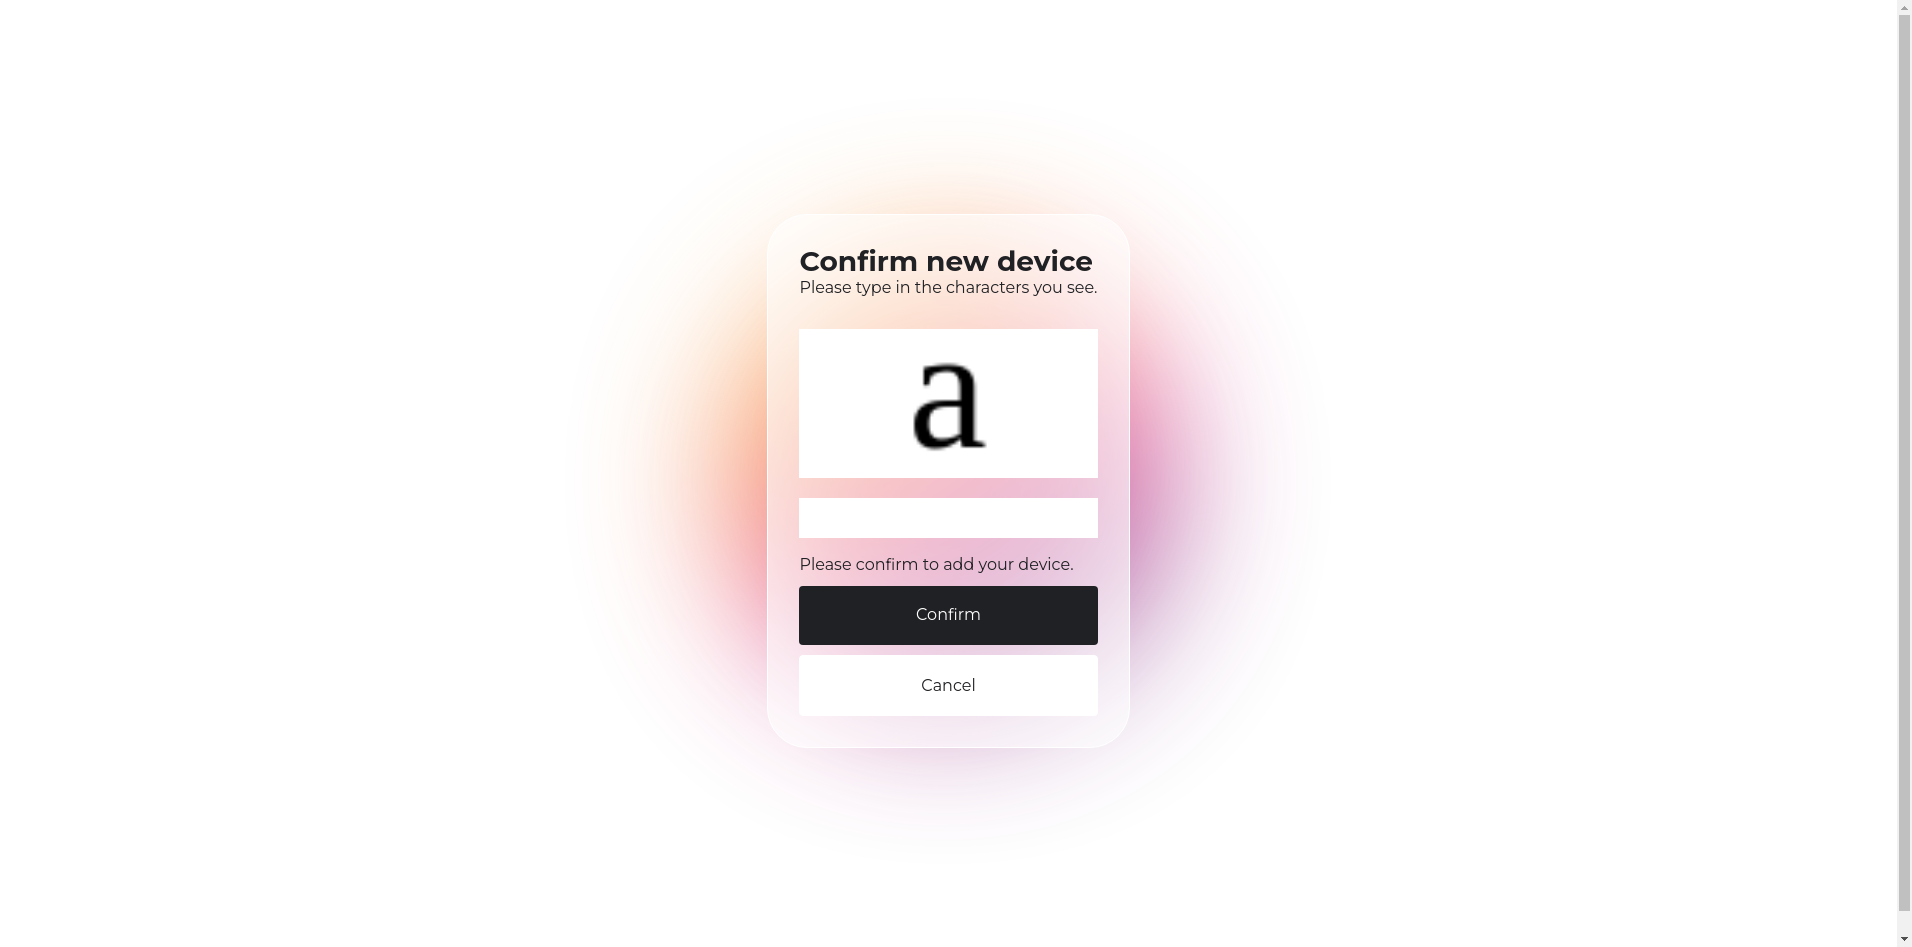 Confirm new device
Please type in the characters you see.
a
Please confirm to add your device.
Confirm
Cancel